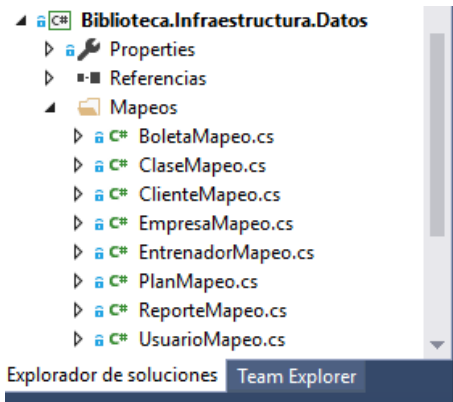 C# Biblioteca.Infraestructura.Datos
Properties
Referencias
Mapeos
C# BoletaMapeo.cs
C# ClaseMapeo.cs
C# ClienteMapeo.cs
C# EmpresaMapeo.cs
C# EntrenadorMapeo.cs
C# PlanMapeo.cs
C# ReporteMapeo.cs
C# UsuarioMapeo.cs
Explorador de soluciones Team Explorer